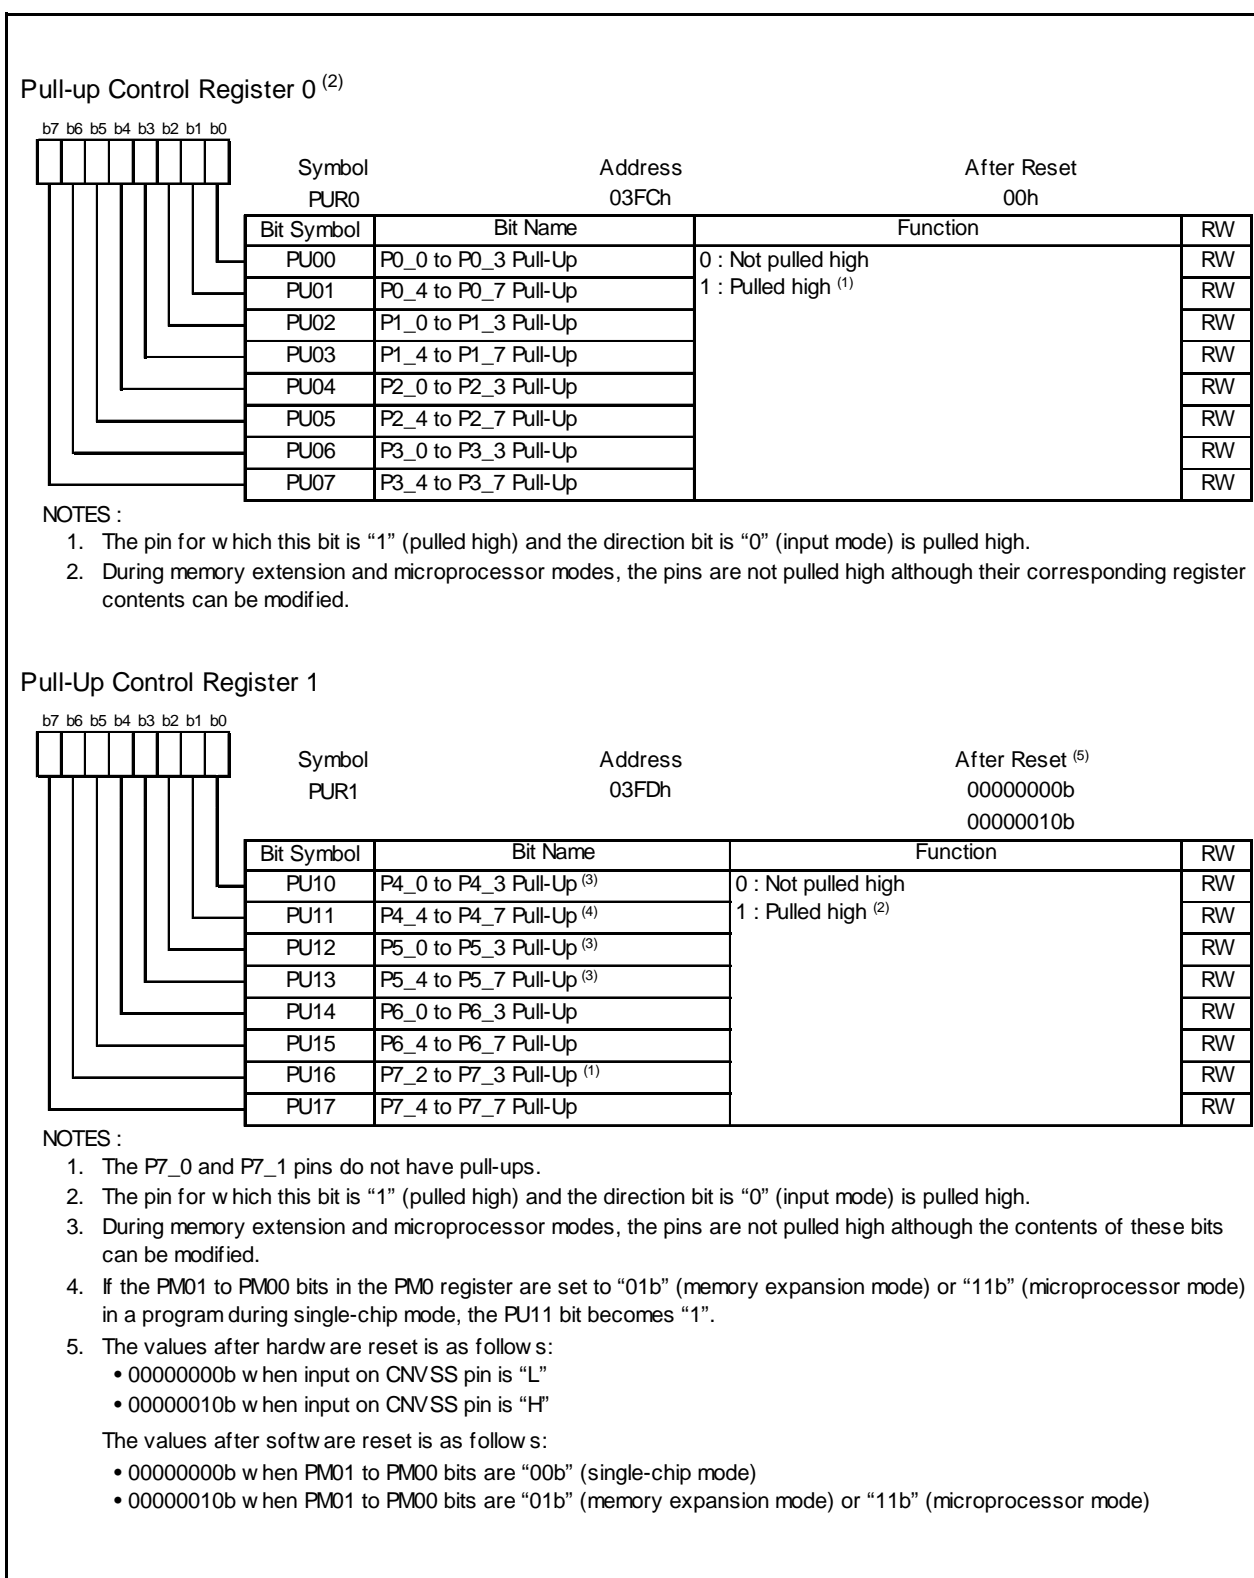 Pull-up Control Register 0 (2)
b7 b6 b5 b4 b3 b2 b1 b0
Symbol Address After Reset
PUR0 03FCh 00h
Bit Symbol Bit Name Function RW
PU00 P0_0 to P0_3 Pull-Up 0 : Not pulled high RW
PU01 P0_4 to P0_7 Pull-Up 1 : Pulled high (1) RW
PU02 P1_0 to P1_3 Pull-Up RW
PU03 P1_4 to P1_7 Pull-Up RW
PU04 P2_0 to P2_3 Pull-Up RW
PU05 P2_4 to P2_7 Pull-Up RW
PU06 P3_0 to P3_3 Pull-Up RW
PU07 P3_4 to P3_7 Pull-Up RW
NOTES :
1. The pin for which this bit is “1” (pulled high) and the direction bit is “0” (input mode) is pulled high.
2. During memory extension and microprocessor modes, the pins are not pulled high although their corresponding register
contents can be modified.
Pull-Up Control Register 1
b7 b6 b5 b4 b3 b2 b1 b0
Symbol Address After Reset (5)
PUR1 03FDh 00000000b
00000010b
Bit Symbol Bit Name Function RW
PU10 P4_0 to P4_3 Pull-Up (3) 0 : Not pulled high RW
PU11 P4_4 to P4_7 Pull-Up (4) 1 : Pulled high (2) RW
PU12 P5_0 to P5_3 Pull-Up (3) RW
PU13 P5_4 to P5_7 Pull-Up (3) RW
PU14 P6_0 to P6_3 Pull-Up RW
PU15 P6_4 to P6_7 Pull-Up RW
PU16 P7_2 to P7_3 Pull-Up (1) RW
PU17 P7_4 to P7_7 Pull-Up RW
NOTES :
1. The P7_0 and P7_1 pins do not have pull-ups.
2. The pin for which this bit is “1” (pulled high) and the direction bit is “0” (input mode) is pulled high.
3. During memory extension and microprocessor modes, the pins are not pulled high although the contents of these bits
can be modified.
4. If the PM01 to PM00 bits in the PM0 register are set to “01b” (memory expansion mode) or “11b” (microprocessor mode)
in a program during single-chip mode, the PU11 bit becomes “1”.
5. The values after hardware reset is as follows:
• 00000000b when input on CNVSS pin is “L”
• 00000010b when input on CNVSS pin is “H”
The values after software reset is as follows:
• 00000000b when PM01 to PM00 bits are “00b” (single-chip mode)
• 00000010b when PM01 to PM00 bits are “01b” (memory expansion mode) or “11b” (microprocessor mode)